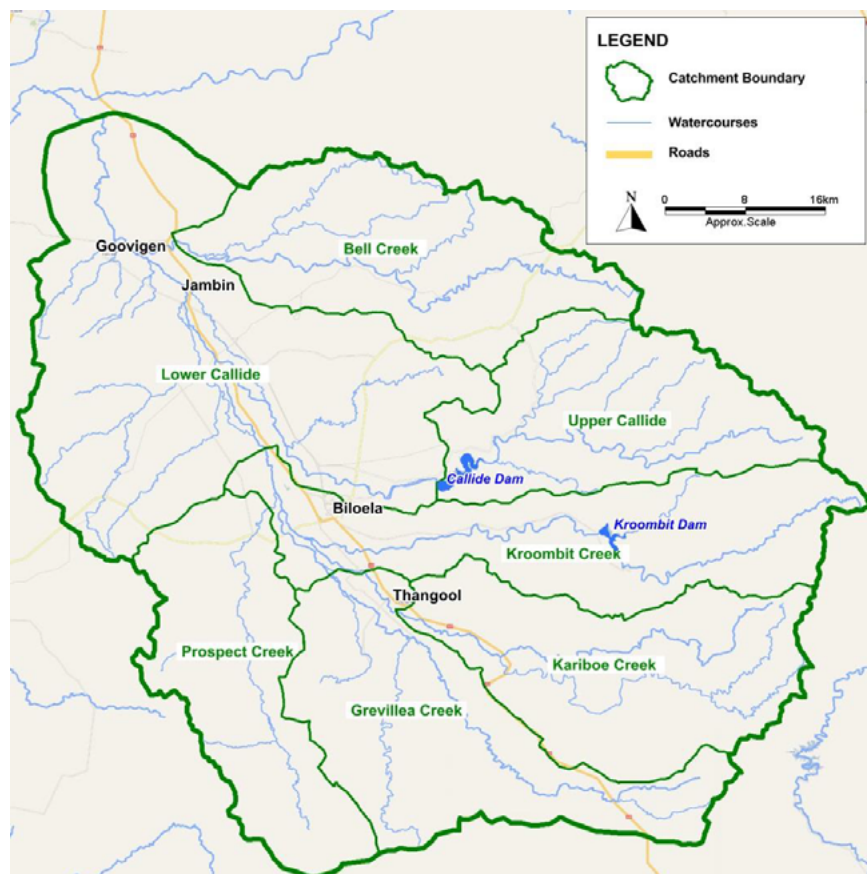 LEGEND
Catchment Boundary
Watercourses
Roads
N
0 8 16km
Approx.Scale
Goovigen
Bell Creek
Jambin
Lower Callide
Upper Callide
Callide Dam
Biloela
Kroombit Dam
Kroombit Creek
Thangool
Prospect Creek
Kariboe Creek
Grevillea Creek